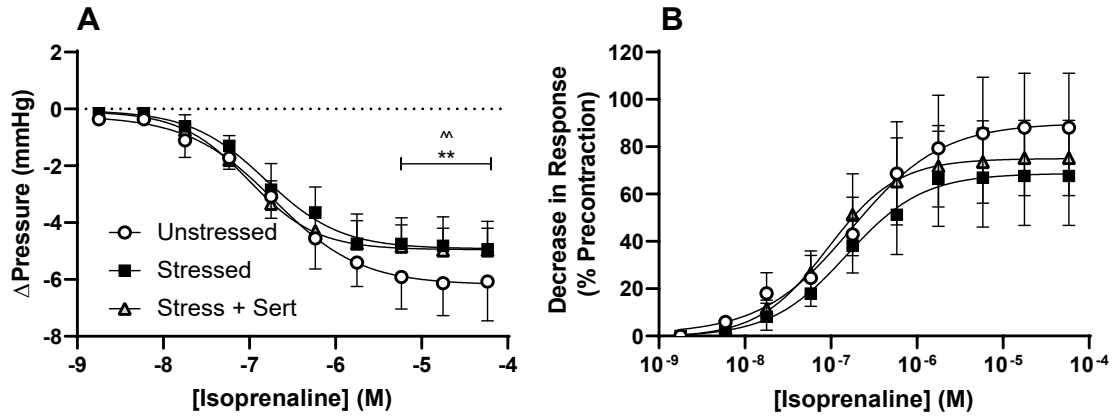 A
ΔPressure (mmHg)
2
0
-2
-4
-6
-8
^^
**
Unstressed
Stressed
Stress + Sert
-9 -8 -7 -6 -5 -4
[Isoprenaline] (M)
B
Decrease in Response
(% Precontraction)
120
100
80
60
40
20
0
10⁻⁹ 10⁻⁸ 10⁻⁷ 10⁻⁶ 10⁻⁵ 10⁻⁴
[Isoprenaline] (M)